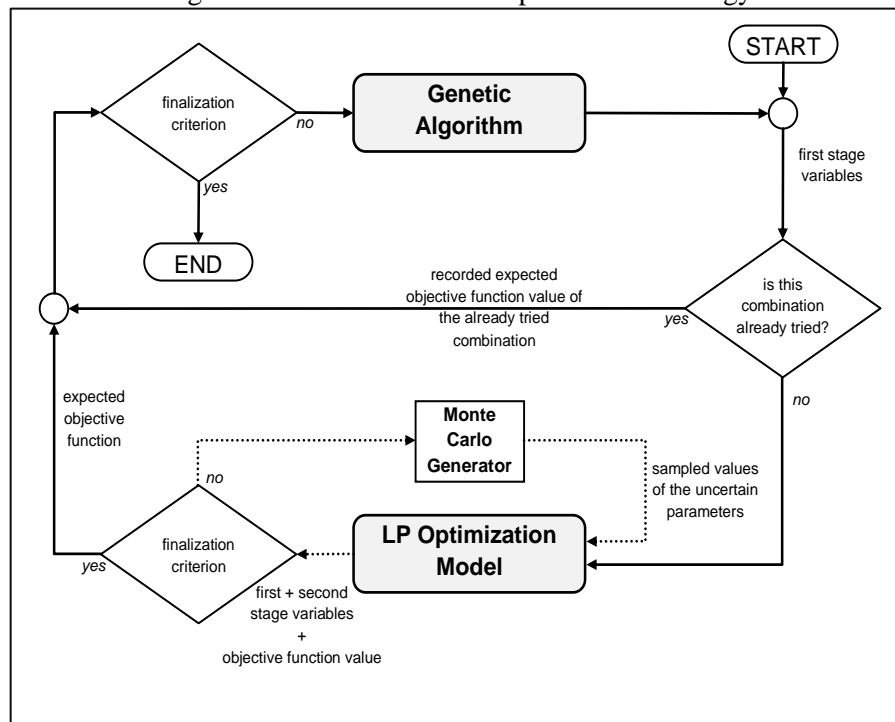 START
finalization
criterion
no
Genetic
Algorithm
first stage
variables
yes
END
recorded expected
objective function value of
the already tried
combination
is this
combination
already tried?
yes
no
expected
objective
function
Monte
Carlo
Generator
no
sampled values
of the uncertain
parameters
finalization
criterion
yes
LP Optimization
Model
first + second
stage variables
+
objective function value